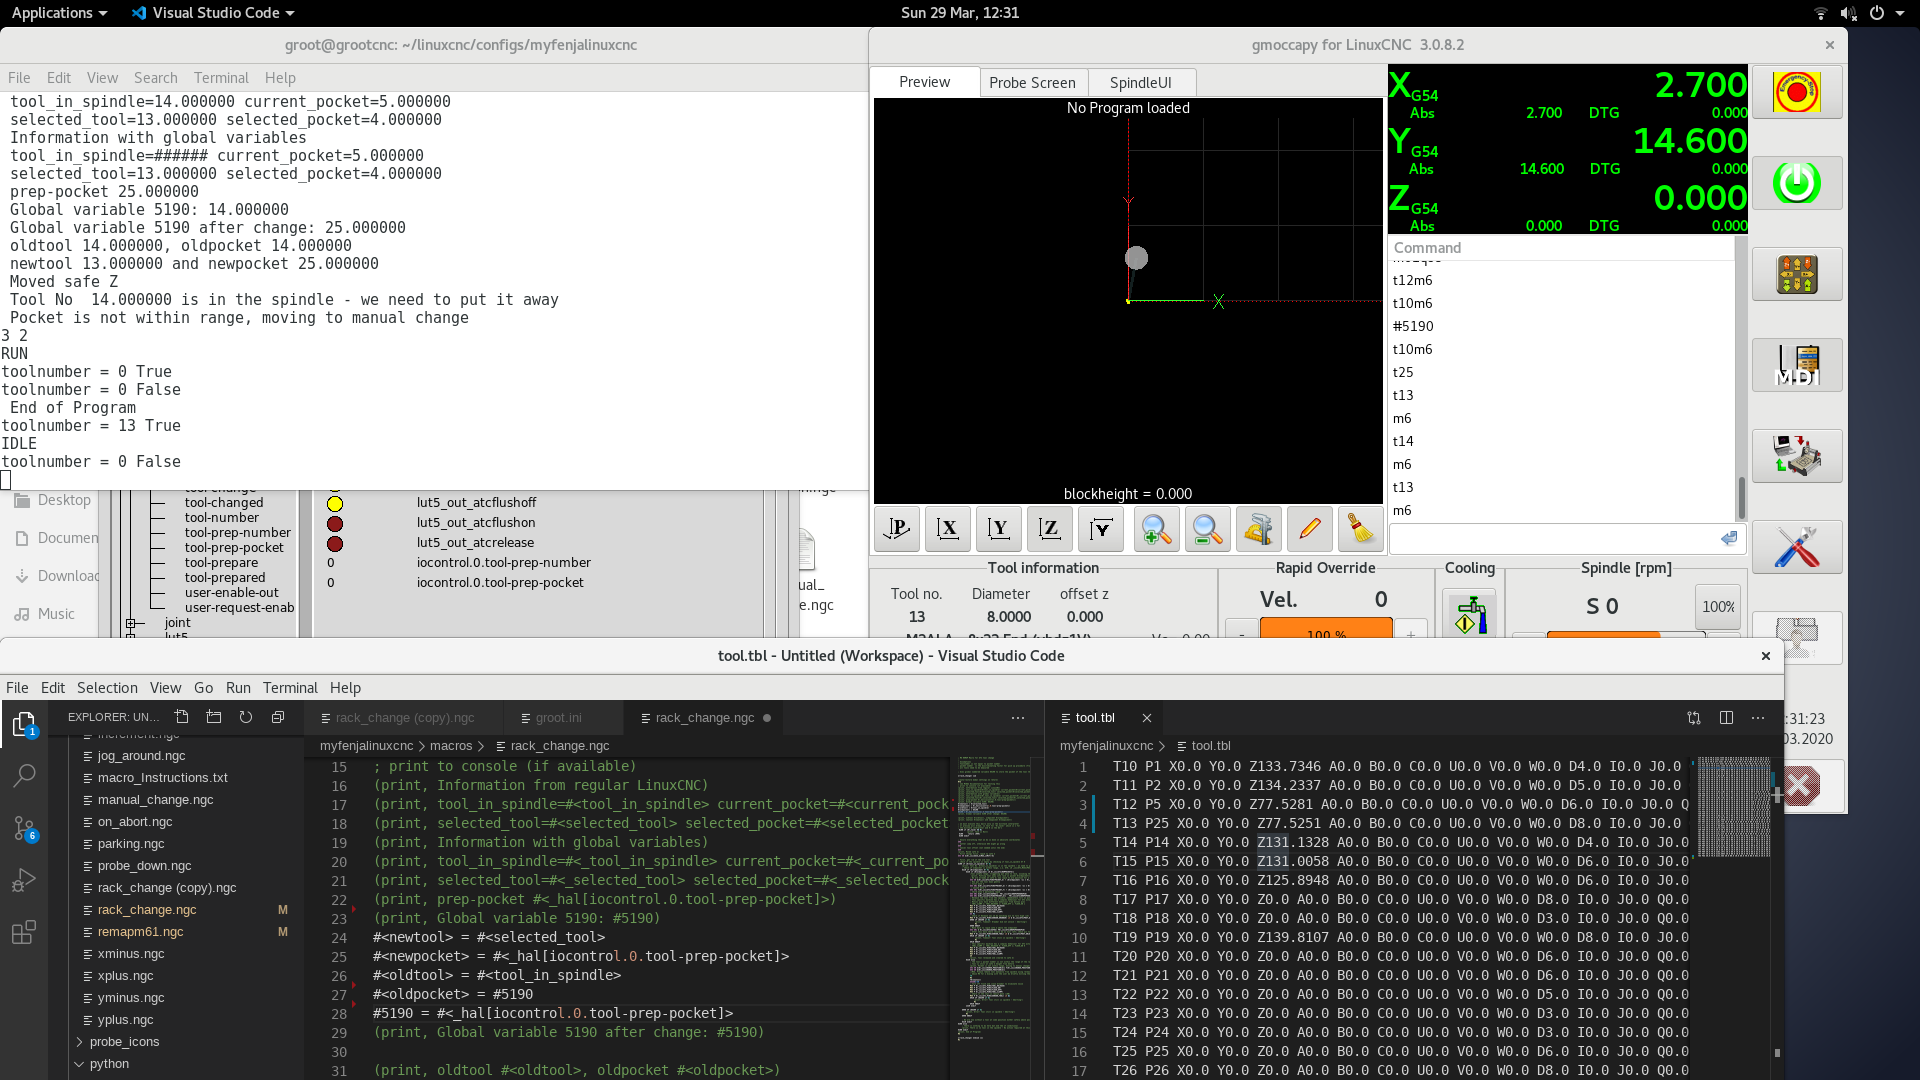 Applications
Visual Studio Code
Sun 29 Mar, 12:31
groot@grootcnc: ~/linuxcnc/configs/myfenjalinuxcnc
File Edit View Search Terminal Help
tool_in_spindle=14.000000 current_pocket=5.000000
selected_tool=13.000000 selected_pocket=4.000000
Information with global variables
tool_in_spindle=###### current_pocket=5.000000
selected_tool=13.000000 selected_pocket=4.000000
prep-pocket 25.000000
Global variable 5190: 14.000000
Global variable 5190 after change: 25.000000
oldtool 14.000000, oldpocket 14.000000
newtool 13.000000 and newpocket 25.000000
Moved safe Z
Tool No  14.000000 is in the spindle - we need to put it away
Pocket is not within range, moving to manual change
3 2
RUN
toolnumber = 0 True
toolnumber = 0 False
End of Program
toolnumber = 13 True
IDLE
toolnumber = 0 False
Desktop
Documen
Downloac
Music
tool-changed
tool-number
tool-prep-number
tool-prep-pocket
tool-prepare
tool-prepared
user-enable-out
user-request-enab
joint
lut5_out_atcflushoff
lut5_out_atcflushon
lut5_out_atcrelease
0 iocontrol.0.tool-prep-number
0 iocontrol.0.tool-prep-pocket
ual_
e.ngc
gmoccapy for LinuxCNC 3.0.8.2
Preview
Probe Screen
SpindleUI
No Program loaded
X
blockheight = 0.000
X G54 2.700
Abs 2.700 DTG 0.000
Y G54 14.600
Abs 14.600 DTG 0.000
Z G54 0.000
Abs 0.000 DTG 0.000
Emergency-Stop
MDI
Command
t12m6
t10m6
#5190
t10m6
t25
t13
m6
t14
m6
t13
m6
P X Y Z Y
Tool information
Tool no. Diameter offset z
13 8.0000 0.000
Rapid Override
Vel. 0
- 100 % +
Cooling
Spindle [rpm]
S 0
100%
:31:23
03.2020
tool.tbl - Untitled (Workspace) - Visual Studio Code
File Edit Selection View Go Run Terminal Help
1
6
EXPLORER: UN...
increment.ngc
jog_around.ngc
macro_Instructions.txt
manual_change.ngc
on_abort.ngc
parking.ngc
probe_down.ngc
rack_change (copy).ngc
rack_change.ngc M
remapm61.ngc M
xminus.ngc
xplus.ngc
yminus.ngc
yplus.ngc
probe_icons
python
rack_change (copy).ngc
groot.ini
rack_change.ngc
myfenjalinuxcnc > macros > rack_change.ngc
15 ; print to console (if available)
16 (print, Information from regular LinuxCNC)
17 (print, tool_in_spindle=#<tool_in_spindle> current_pocket=#<current_pock
18 (print, selected_tool=#<selected_tool> selected_pocket=#<selected_pocket
19 (print, Information with global variables)
20 (print, tool_in_spindle=#<_tool_in_spindle> current_pocket=#<_current_po
21 (print, selected_tool=#<_selected_tool> selected_pocket=#<_selected_pock
22 (print, prep-pocket #<_hal[iocontrol.0.tool-prep-pocket]>)
23 (print, Global variable 5190: #5190)
24 #<newtool> = #<selected_tool>
25 #<newpocket> = #<_hal[iocontrol.0.tool-prep-pocket]>
26 #<oldtool> = #<tool_in_spindle>
27 #<oldpocket> = #5190
28 #5190 = #<_hal[iocontrol.0.tool-prep-pocket]>
29 (print, Global variable 5190 after change: #5190)
30
31 (print, oldtool #<oldtool>, oldpocket #<oldpocket>)
tool.tbl
myfenjalinuxcnc > tool.tbl
1 T10 P1 X0.0 Y0.0 Z133.7346 A0.0 B0.0 C0.0 U0.0 V0.0 W0.0 D4.0 I0.0 J0.0
2 T11 P2 X0.0 Y0.0 Z134.2337 A0.0 B0.0 C0.0 U0.0 V0.0 W0.0 D5.0 I0.0 J0.0
3 T12 P5 X0.0 Y0.0 Z77.5281 A0.0 B0.0 C0.0 U0.0 V0.0 W0.0 D6.0 I0.0 J0.0 Q
4 T13 P25 X0.0 Y0.0 Z77.5251 A0.0 B0.0 C0.0 U0.0 V0.0 W0.0 D8.0 I0.0 J0.0
5 T14 P14 X0.0 Y0.0 Z131.1328 A0.0 B0.0 C0.0 U0.0 V0.0 W0.0 D4.0 I0.0 J0.0
6 T15 P15 X0.0 Y0.0 Z131.0058 A0.0 B0.0 C0.0 U0.0 V0.0 W0.0 D6.0 I0.0 J0.0
7 T16 P16 X0.0 Y0.0 Z125.8948 A0.0 B0.0 C0.0 U0.0 V0.0 W0.0 D6.0 I0.0 J0.0
8 T17 P17 X0.0 Y0.0 Z0.0 A0.0 B0.0 C0.0 U0.0 V0.0 W0.0 D8.0 I0.0 J0.0 Q0.0
9 T18 P18 X0.0 Y0.0 Z0.0 A0.0 B0.0 C0.0 U0.0 V0.0 W0.0 D3.0 I0.0 J0.0 Q0.0
10 T19 P19 X0.0 Y0.0 Z139.8107 A0.0 B0.0 C0.0 U0.0 V0.0 W0.0 D8.0 I0.0 J0.0
11 T20 P20 X0.0 Y0.0 Z0.0 A0.0 B0.0 C0.0 U0.0 V0.0 W0.0 D6.0 I0.0 J0.0 Q0.0
12 T21 P21 X0.0 Y0.0 Z0.0 A0.0 B0.0 C0.0 U0.0 V0.0 W0.0 D6.0 I0.0 J0.0 Q0.0
13 T22 P22 X0.0 Y0.0 Z0.0 A0.0 B0.0 C0.0 U0.0 V0.0 W0.0 D5.0 I0.0 J0.0 Q0.0
14 T23 P23 X0.0 Y0.0 Z0.0 A0.0 B0.0 C0.0 U0.0 V0.0 W0.0 D3.0 I0.0 J0.0 Q0.0
15 T24 P24 X0.0 Y0.0 Z0.0 A0.0 B0.0 C0.0 U0.0 V0.0 W0.0 D3.0 I0.0 J0.0 Q0.0
16 T25 P25 X0.0 Y0.0 Z0.0 A0.0 B0.0 C0.0 U0.0 V0.0 W0.0 D6.0 I0.0 J0.0 Q0.0
17 T26 P26 X0.0 Y0.0 Z0.0 A0.0 B0.0 C0.0 U0.0 V0.0 W0.0 D8.0 I0.0 J0.0 Q0.0